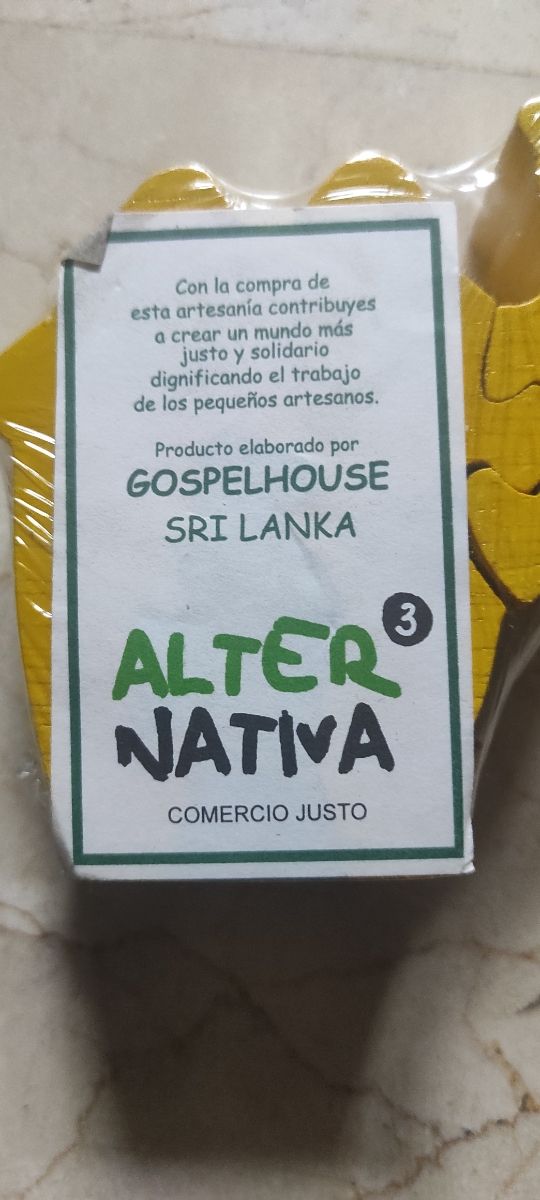 Con la compra de
esta artesanía contribuyes
a crear un mundo más
justo y solidario
dignificando el trabajo
de los pequeños artesanos.
Producto elaborado por
GOSPELHOUSE
SRI LANKA
ALTER 3
NATIVA
COMERCIO JUSTO